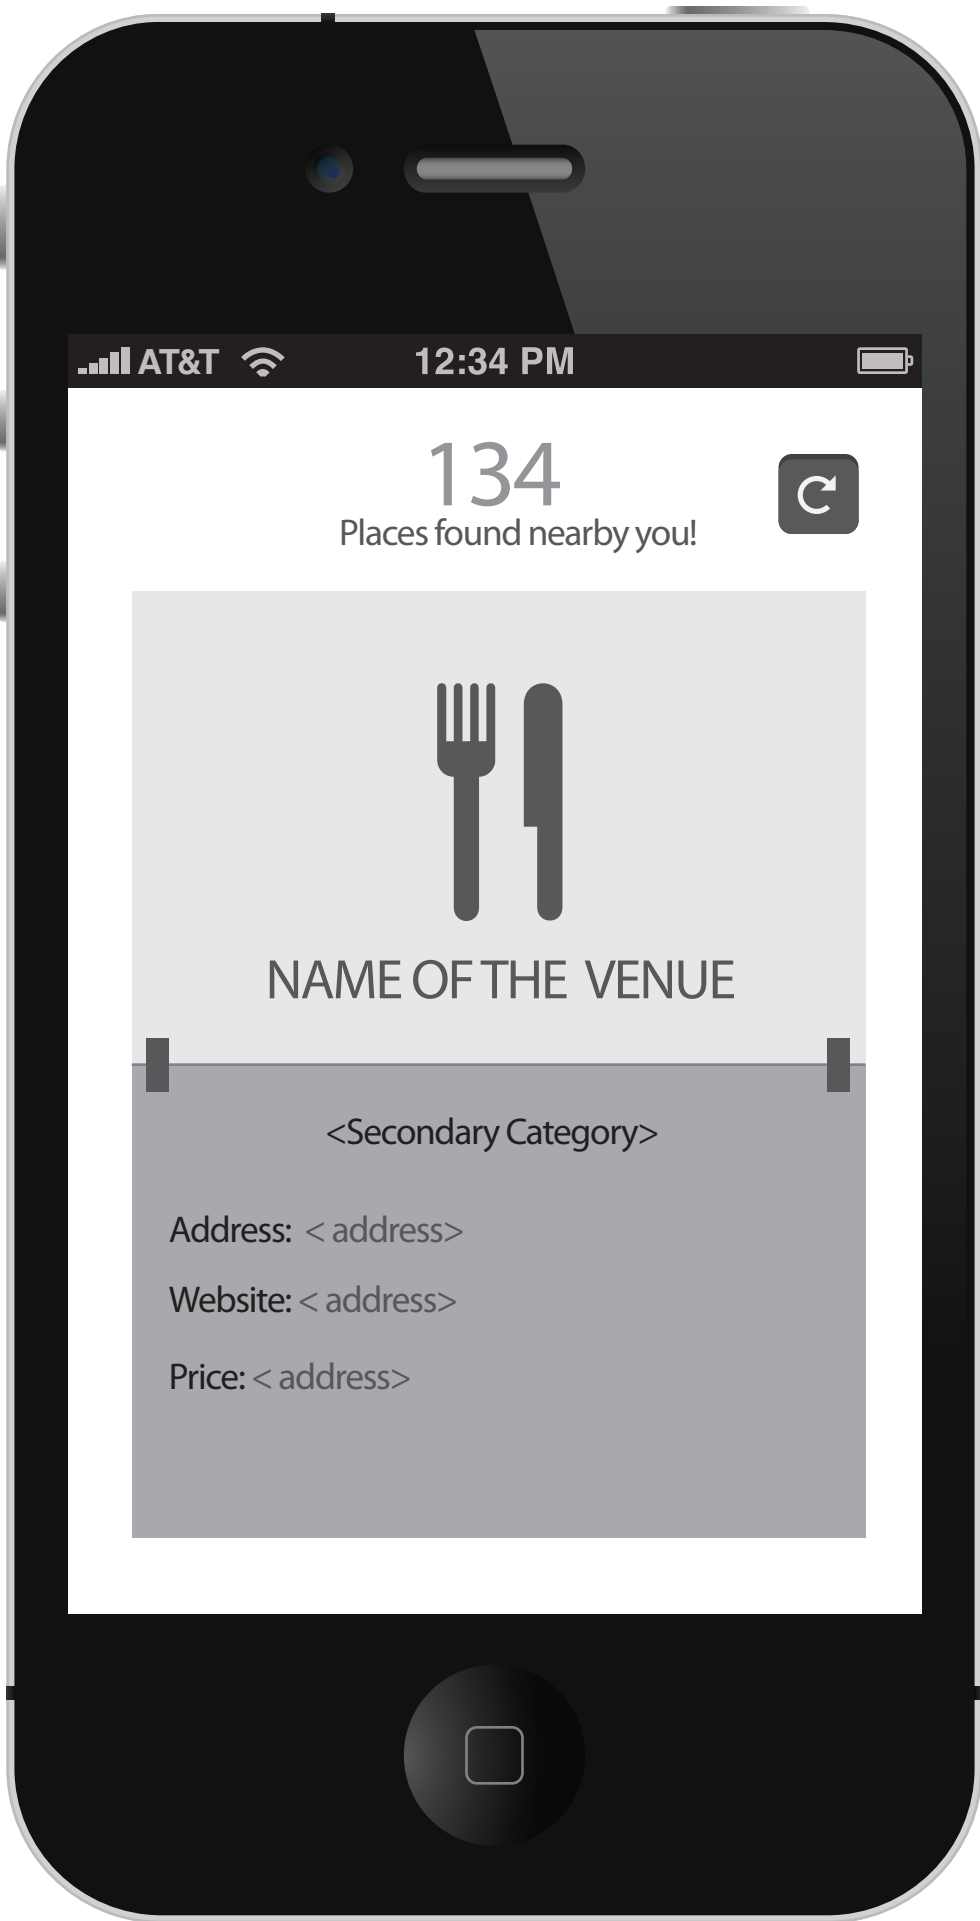 AT&T 12:34 PM
134
Places found nearby you!
NAME OF THE VENUE
<Secondary Category>
Address: < address>
Website: < address>
Price: < address>